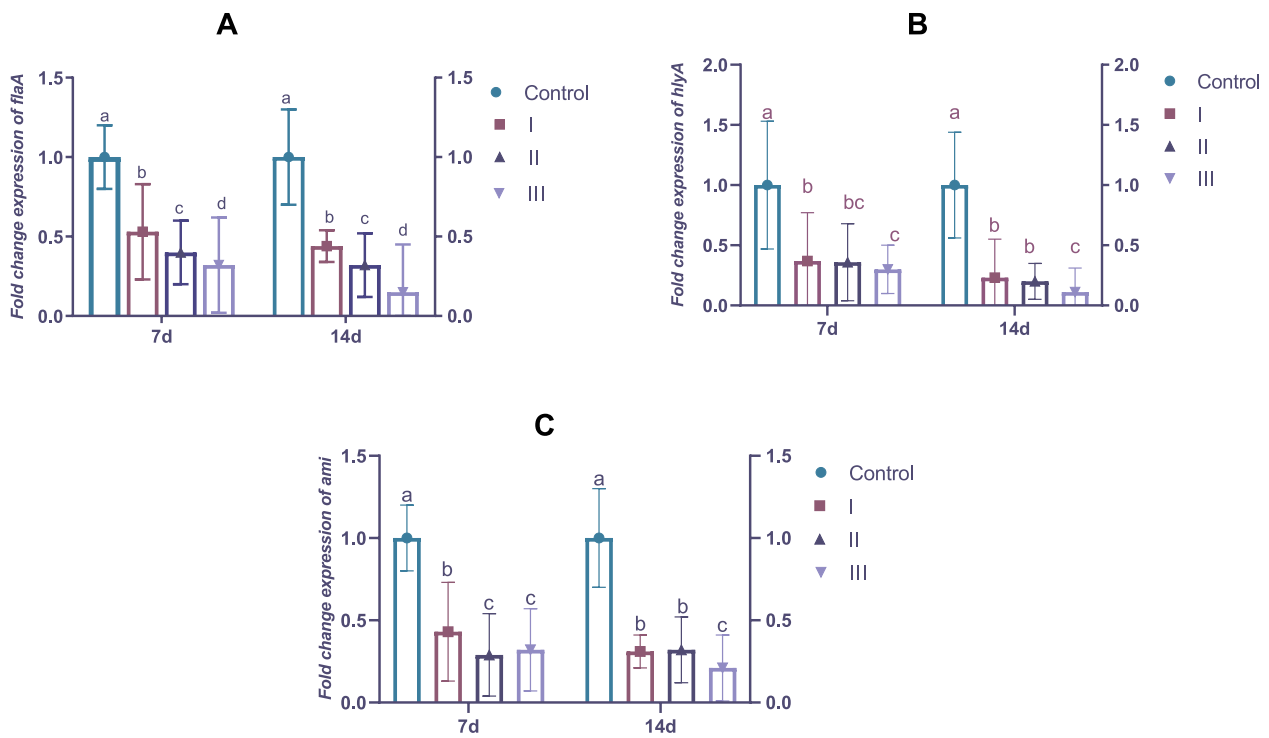 A
Fold change expression of flaA
1.5
1.0
0.5
0.0
a
b
c
d
a
b
c
d
1.5
1.0
0.5
0.0
7d
14d
Control
I
II
III
B
Fold change expression of hlyA
2.0
1.5
1.0
0.5
0.0
a
b
bc
c
a
b
b
c
2.0
1.5
1.0
0.5
0.0
7d
14d
Control
I
II
III
C
Fold change expression of ami
1.5
1.0
0.5
0.0
a
b
c
c
a
b
b
c
1.5
1.0
0.5
0.0
7d
14d
Control
I
II
III